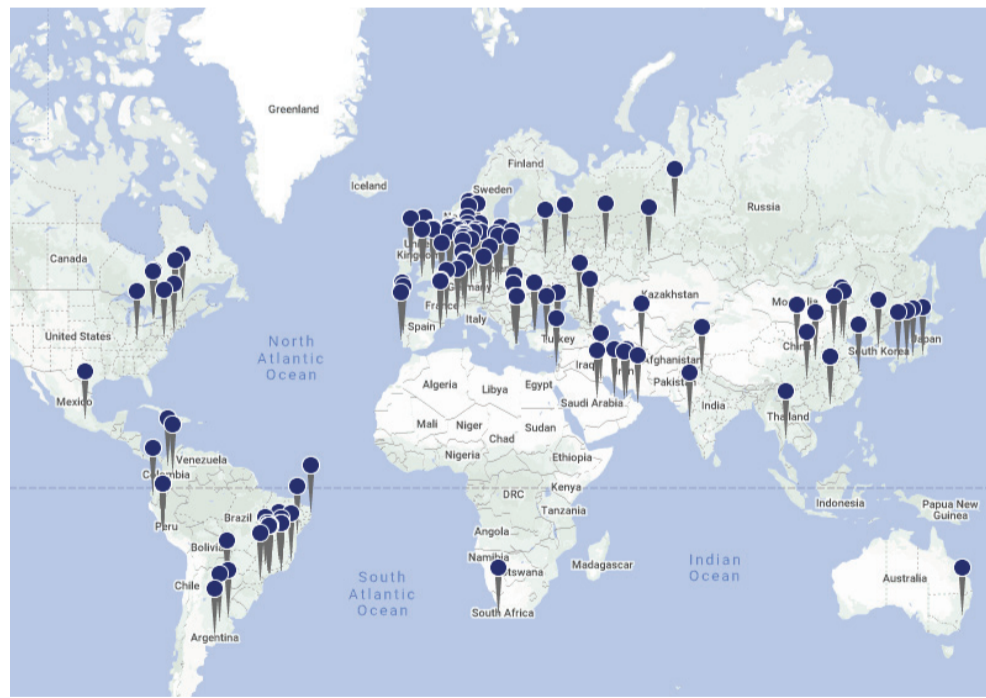 Greenland
Finland
Iceland
Sweden
Russia
Canada
Kingdom
Kazakhstan
United States
France
Italy
Spain
Turkey
South Korea
Japan
North
Atlantic
Ocean
Afghanistan
Iraq
Iran
Pakistan
Algeria
Libya
Egypt
Mexico
Saudi Arabia
India
Thailand
Mali
Niger
Chad
Sudan
Nigeria
Ethiopia
Venezuela
Colombia
DRC
Kenya
Indonesia
Papua New
Guinea
Tanzania
Brazil
Peru
Angola
Bolivia
Namibia
Botswana
Madagascar
Indian
Ocean
Chile
South
Atlantic
Ocean
Australia
South Africa
Argentina